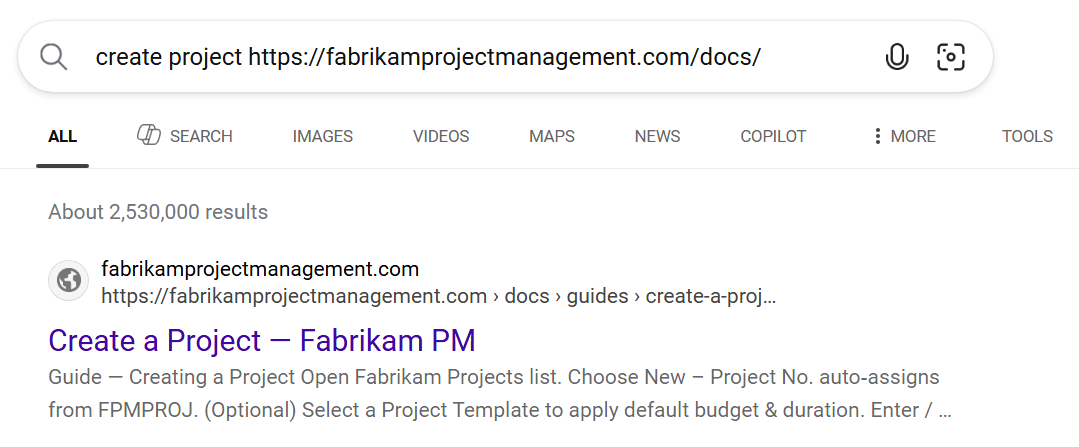 create project https://fabrikamprojectmanagement.com/docs/
ALL SEARCH IMAGES VIDEOS MAPS NEWS COPILOT MORE TOOLS
About 2,530,000 results
fabrikamprojectmanagement.com
https://fabrikamprojectmanagement.com › docs › guides › create-a-proj...
Create a Project — Fabrikam PM
Guide — Creating a Project Open Fabrikam Projects list. Choose New – Project No. auto-assigns
from FPMPROJ. (Optional) Select a Project Template to apply default budget & duration. Enter / ...